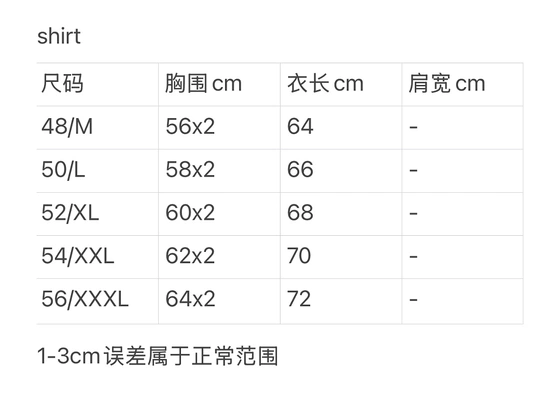 shirt
尺码 胸围cm 衣长cm 肩宽cm
48/M 56x2 64 -
50/L 58x2 66 -
52/XL 60x2 68 -
54/XXL 62x2 70 -
56/XXXL 64x2 72 -
1-3cm误差属于正常范围